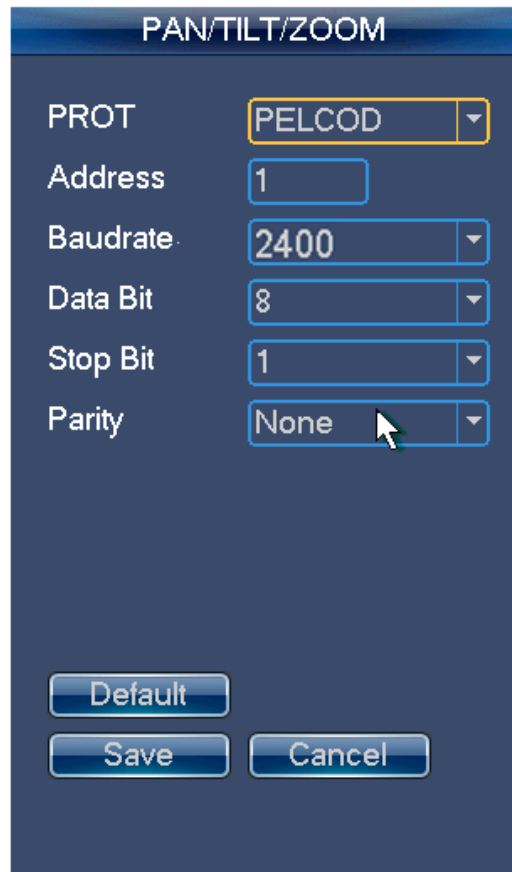 PAN/TILT/ZOOM
PROT PELCOD
Address 1
Baudrate 2400
Data Bit 8
Stop Bit 1
Parity None
Default
Save Cancel